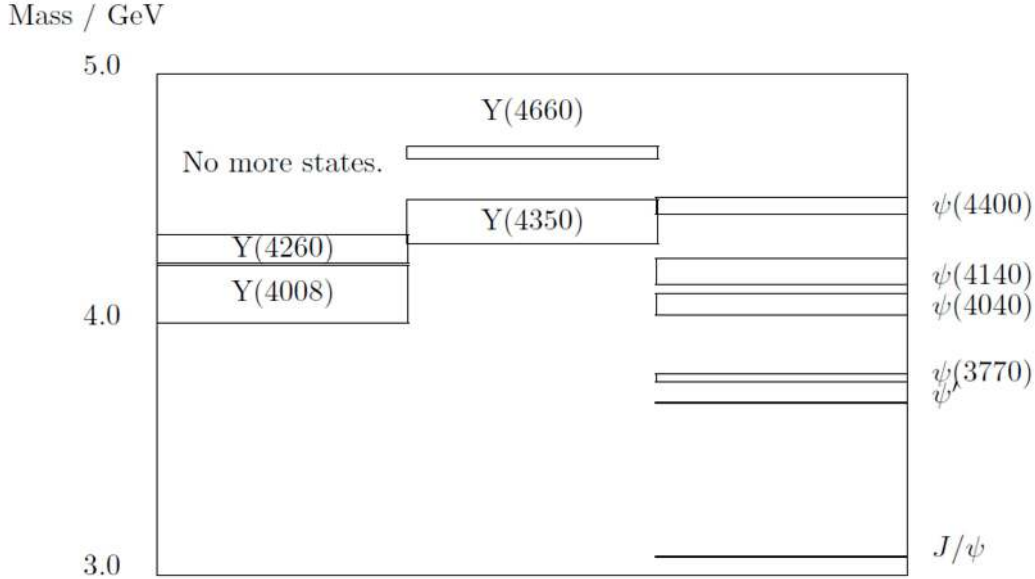 Mass / GeV
5.0
Y(4660)
No more states.
ψ(4400)
Y(4350)
Y(4260)
ψ(4140)
Y(4008)
ψ(4040)
4.0
ψ(3770)
ψ′
J/ψ
3.0